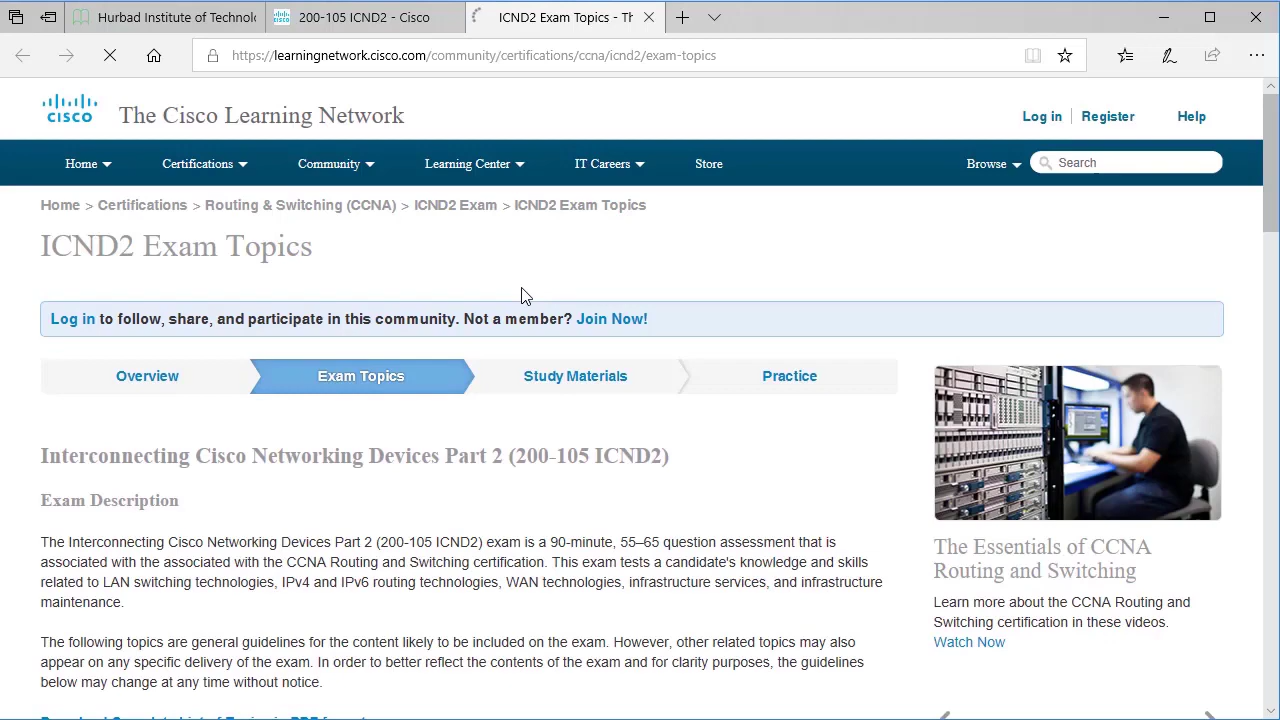 Hurbad Institute of Technolo
200-105 ICND2 - Cisco
ICND2 Exam Topics - Th
https://learningnetwork.cisco.com/community/certifications/ccna/icnd2/exam-topics
CISCO
The Cisco Learning Network
Log in
Register
Help
Home
Certifications
Community
Learning Center
IT Careers
Store
Browse
Search
Home > Certifications > Routing & Switching (CCNA) > ICND2 Exam > ICND2 Exam Topics
ICND2 Exam Topics
Log in to follow, share, and participate in this community. Not a member? Join Now!
Overview
Exam Topics
Study Materials
Practice
Interconnecting Cisco Networking Devices Part 2 (200-105 ICND2)
Exam Description
The Interconnecting Cisco Networking Devices Part 2 (200-105 ICND2) exam is a 90-minute, 55–65 question assessment that is
associated with the associated with the CCNA Routing and Switching certification. This exam tests a candidate's knowledge and skills
related to LAN switching technologies, IPv4 and IPv6 routing technologies, WAN technologies, infrastructure services, and infrastructure
maintenance.
The following topics are general guidelines for the content likely to be included on the exam. However, other related topics may also
appear on any specific delivery of the exam. In order to better reflect the contents of the exam and for clarity purposes, the guidelines
below may change at any time without notice.
The Essentials of CCNA
Routing and Switching
Learn more about the CCNA Routing and
Switching certification in these videos.
Watch Now